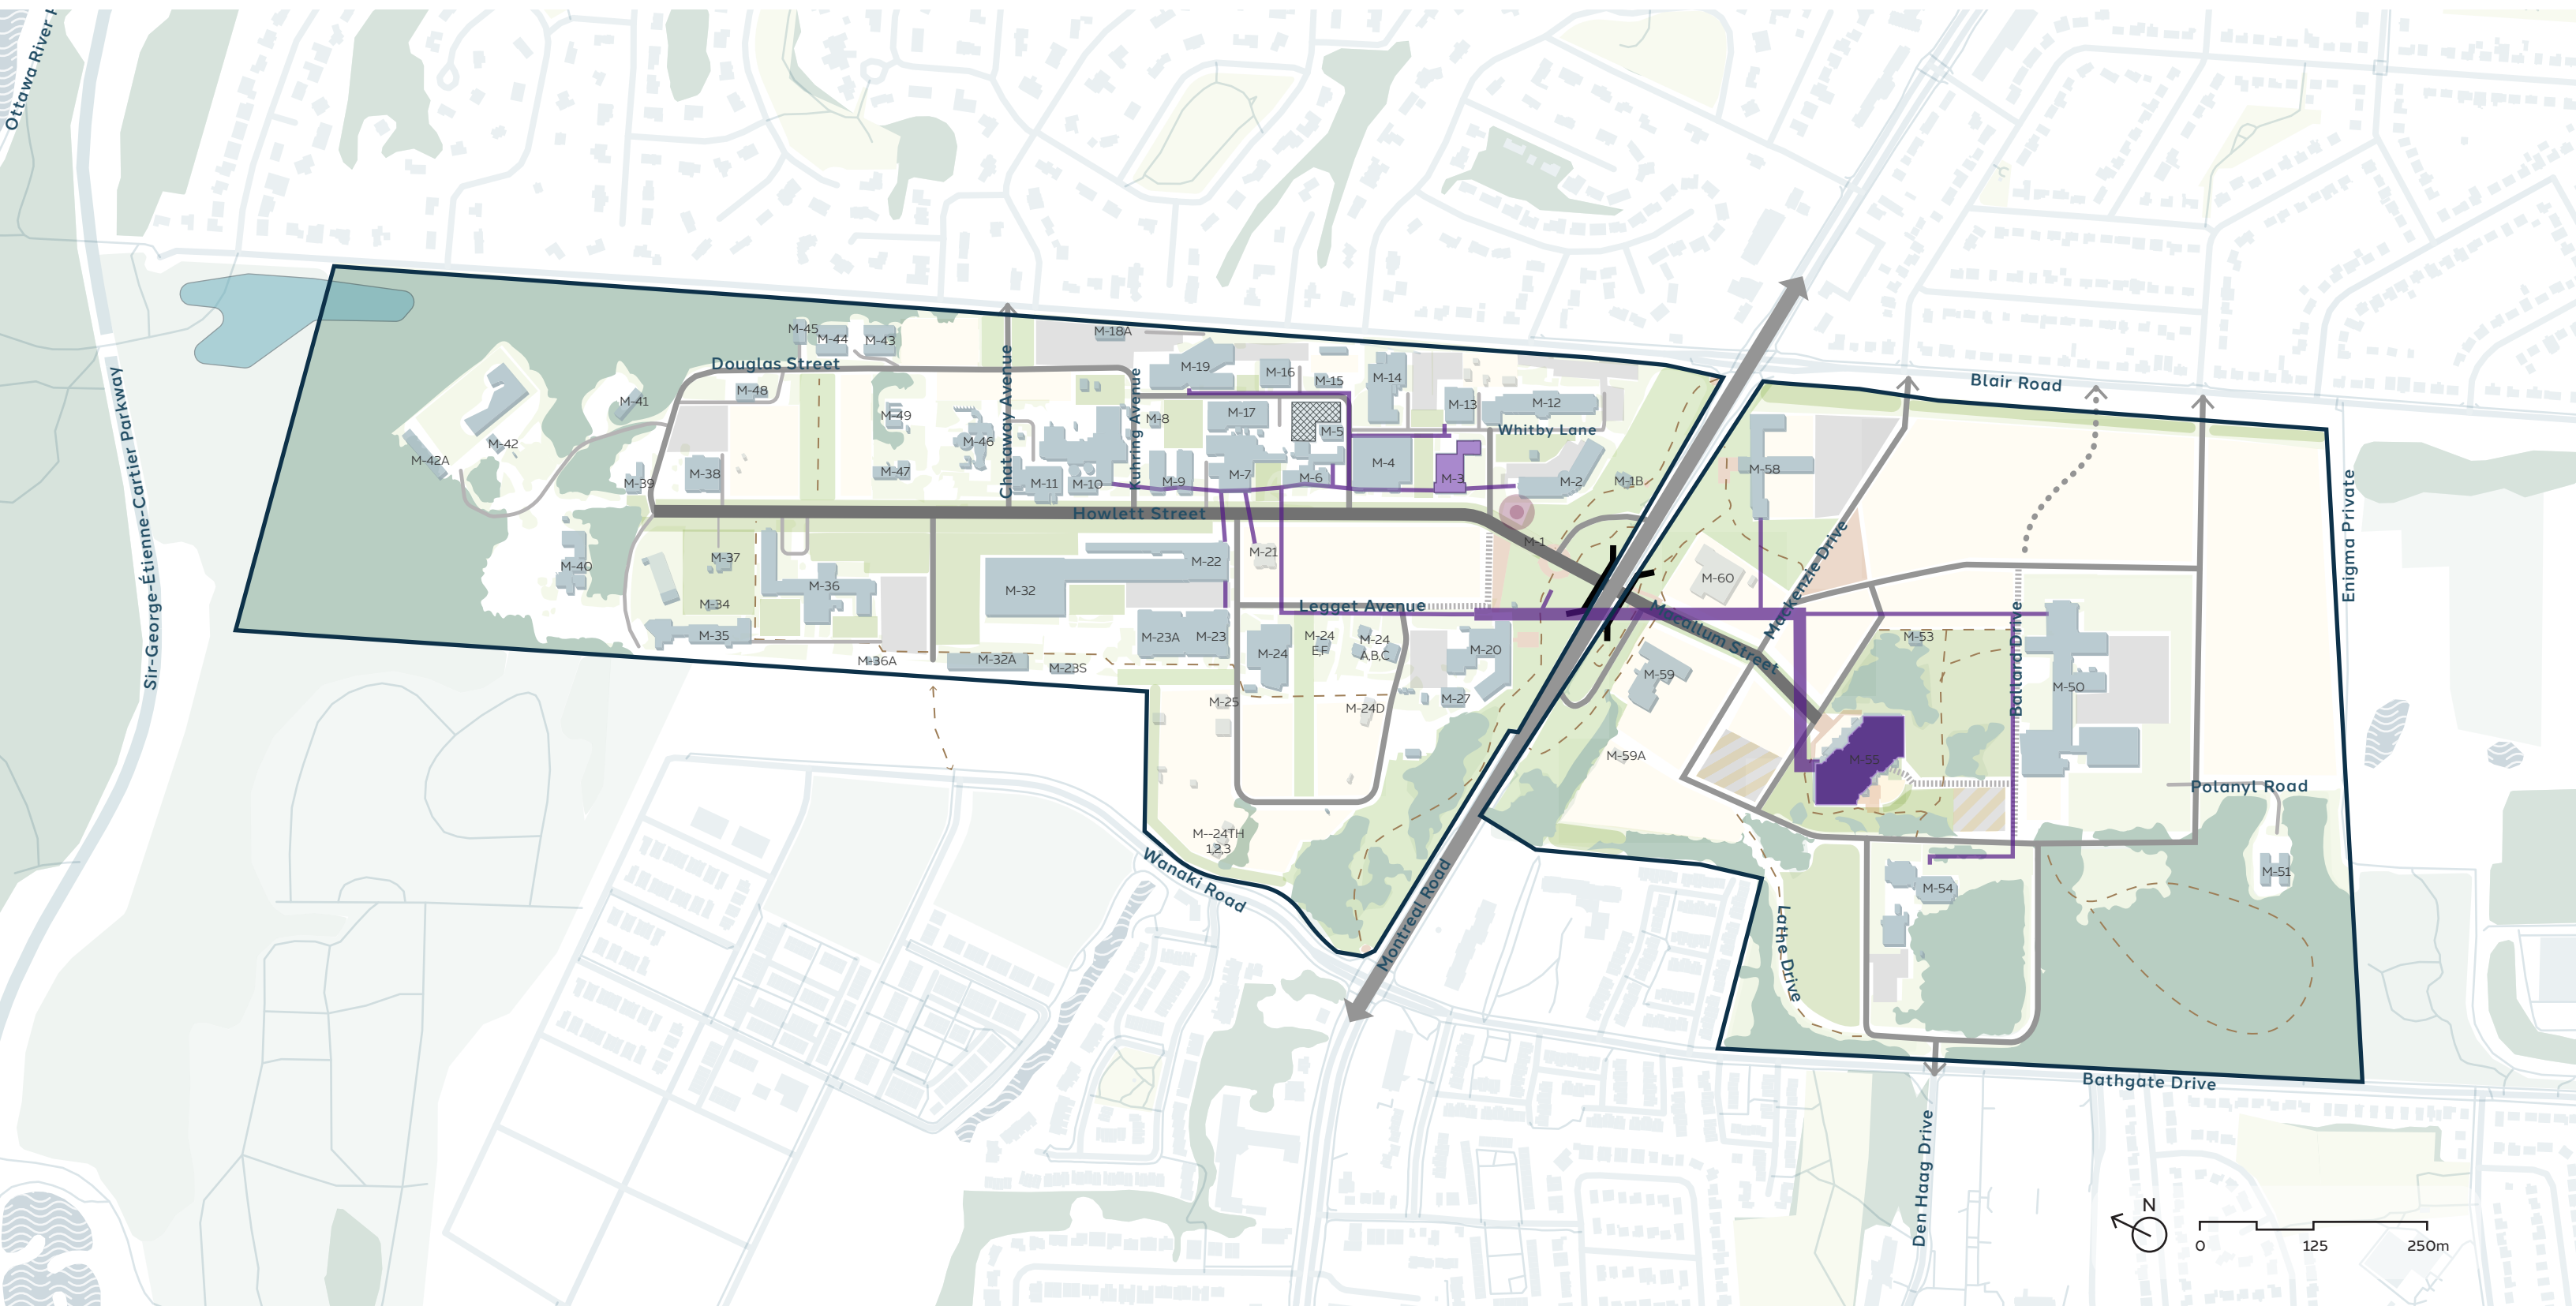 Ottawa River P
Sir-George-Étienne-Cartier Parkway
Douglas Street
Chataway Avenue
Kuhring Avenue
Howlett Street
Legget Avenue
Whitby Lane
Blair Road
Mackenzie Drive
Mccallum Street
Ballard Drive
Enigma Private
Polanyl Road
Wanaki Road
Montreal Road
Lathe Drive
Bathgate Drive
Den Haag Drive
M-45
M-44
M-43
M-18A
M-19
M-16
M-15
M-14
M-13
M-12
M-48
M-41
M-49
M-8
M-17
M-5
M-42
M-42A
M-46
M-39
M-38
M-47
M-11
M-10
M-9
M-7
M-6
M-4
M-3
M-2
M-1B
M-58
M-1
M-21
M-22
M-40
M-37
M-36
M-32
M-60
M-34
M-35
M-23A
M-23
M-24
M-24
E,F
M-24
A,B,C
M-20
M-53
M-36A
M-32A
M-23S
M-59
M-50
M-25
M-24D
M-27
M-59A
M-55
M--24TH
1,2,3
M-54
M-51
N
0
125
250m